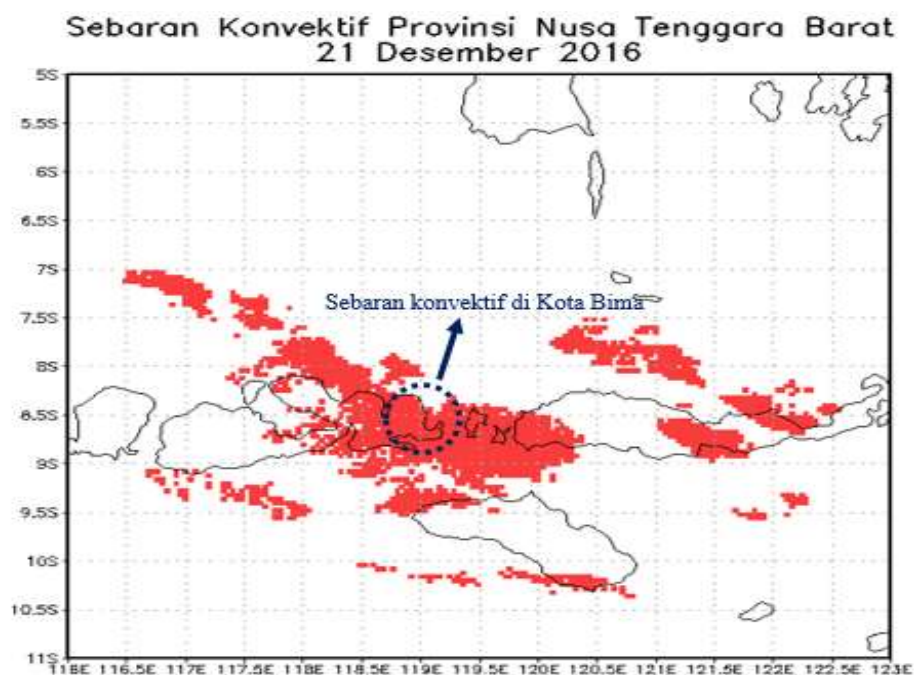 Sebaran Konvektif Provinsi Nusa Tenggara Barat
21 Desember 2016
5S
5.5S
6S
6.5S
7S
7.5S
Sebaran konvektif di Kota Bima
8S
8.5S
9S
9.5S
10S
10.5S
11S
116E 116.5E 117E 117.5E 118E 118.5E 119E 119.5E 120E 120.5E 121E 121.5E 122E 122.5E 123E